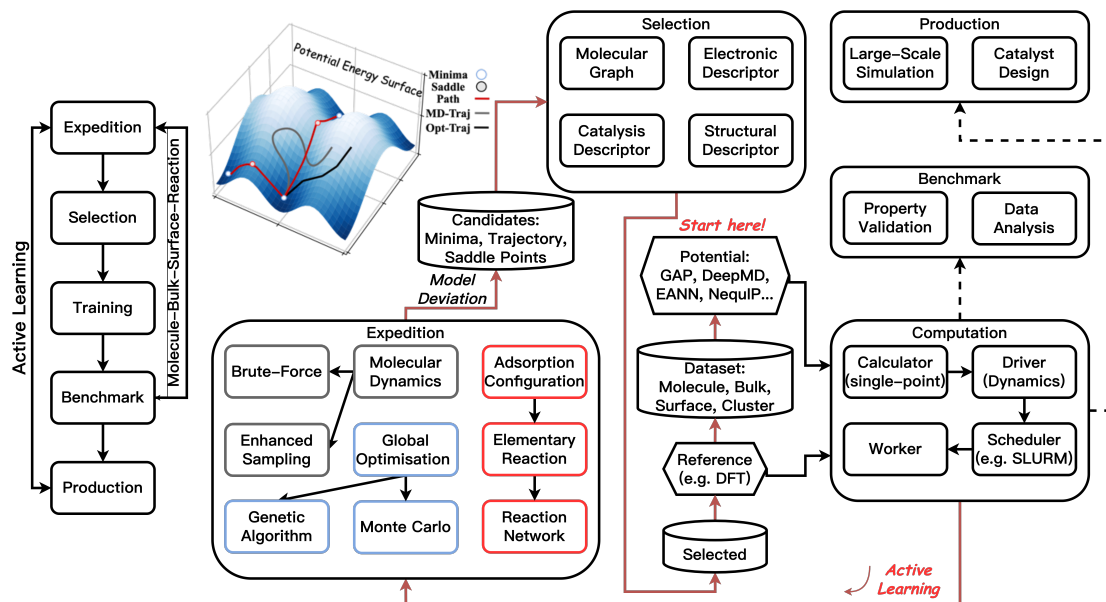 Expedition
Selection
Training
Benchmark
Production
Active Learning
Molecule-Bulk-Surface-Reaction
Potential Energy Surface
Minima
Saddle
Path
MD-Traj
Opt-Traj
Candidates:
Minima, Trajectory,
Saddle Points
Model
Deviation
Expedition
Brute-Force
Molecular
Dynamics
Adsorption
Configuration
Enhanced
Sampling
Global
Optimisation
Elementary
Reaction
Genetic
Algorithm
Monte Carlo
Reaction
Network
Selection
Molecular
Graph
Electronic
Descriptor
Catalysis
Descriptor
Structural
Descriptor
Start here!
Potential:
GAP, DeepMD,
EANN, NequIP...
Dataset:
Molecule, Bulk,
Surface, Cluster
Reference
(e.g. DFT)
Selected
Production
Large-Scale
Simulation
Catalyst
Design
Benchmark
Property
Validation
Data
Analysis
Computation
Calculator
(single-point)
Driver
(Dynamics)
Worker
Scheduler
(e.g. SLURM)
Active
Learning